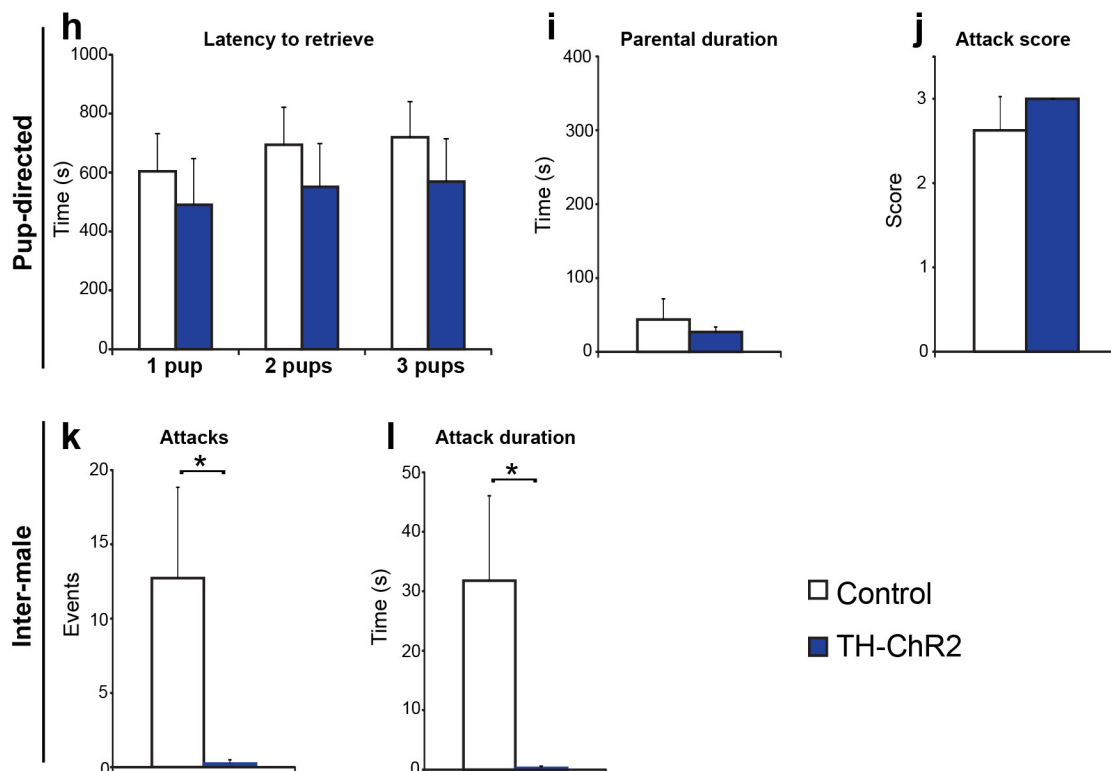 Pup-directed
h
Latency to retrieve
Time (s)
1000
800
600
400
200
0
1 pup 2 pups 3 pups
i
Parental duration
Time (s)
400
300
200
100
0
j
Attack score
Score
3
2
1
0
Inter-male
k
Attacks
Events
20
15
10
5
0
*
l
Attack duration
Time (s)
50
40
30
20
10
0
*
Control
TH-ChR2